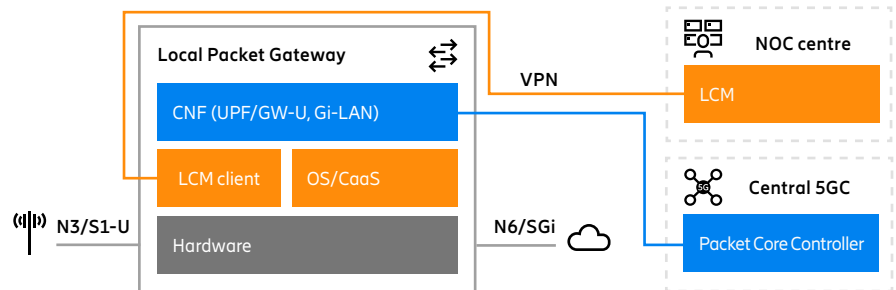 Local Packet Gateway
CNF (UPF/GW-U, Gi-LAN)
LCM client
OS/CaaS
Hardware
N3/S1-U
N6/SGi
VPN
NOC centre
LCM
5G
Central 5GC
Packet Core Controller